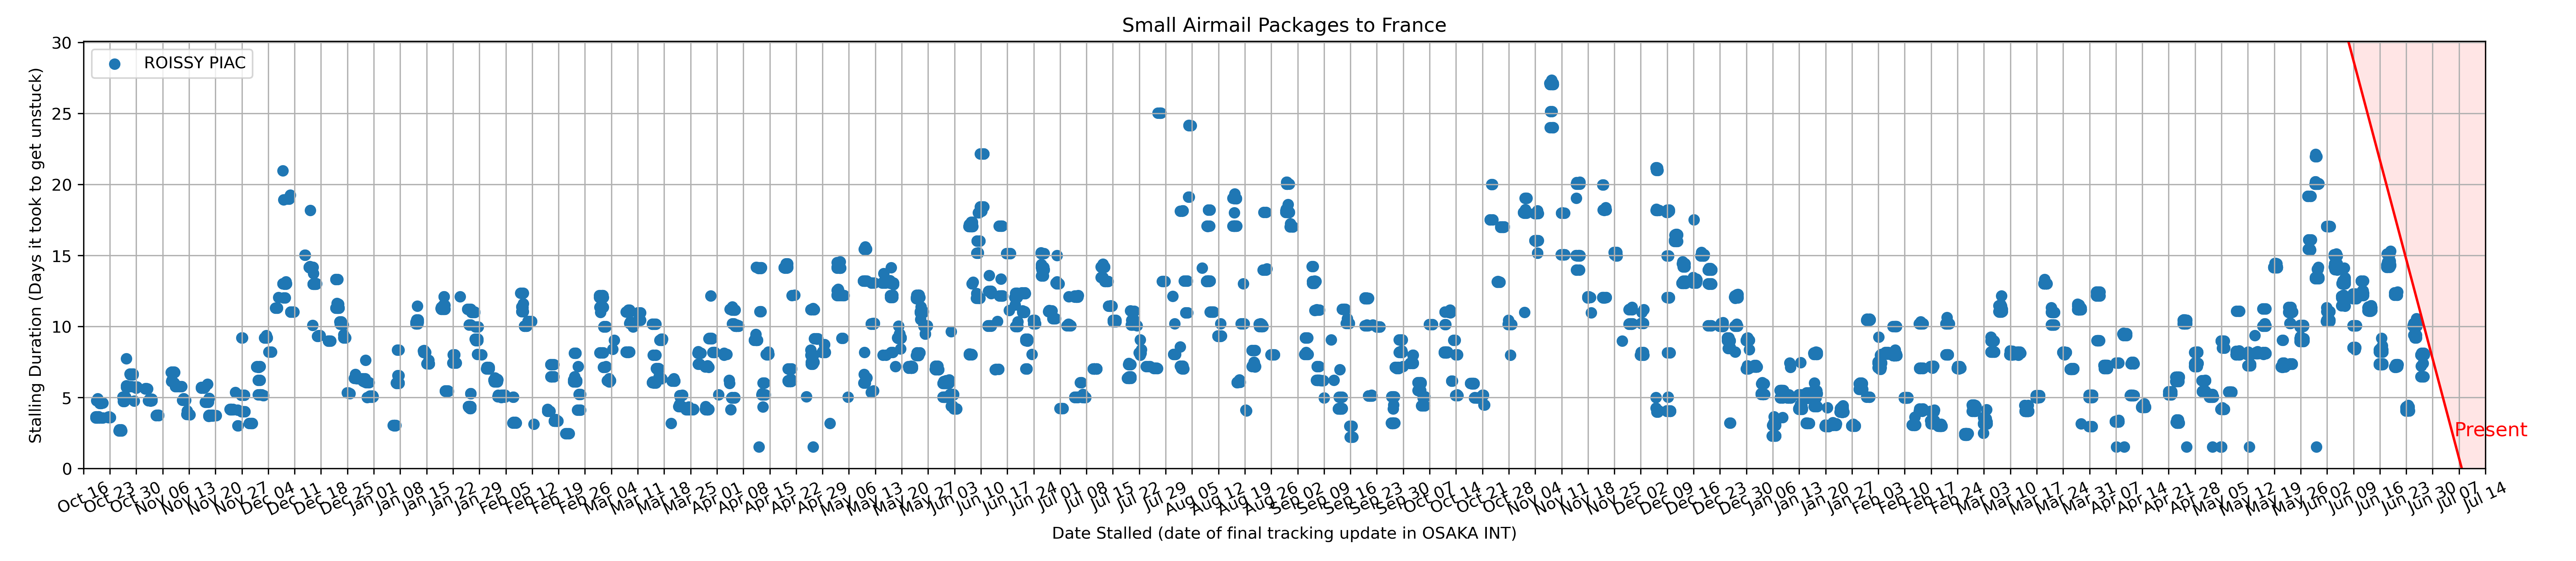 Small Airmail Packages to France
ROISSY PIAC
Stalling Duration (Days it took to get unstuck)
30
25
20
15
10
5
0
Present
Oct 16
Oct 23
Oct 30
Nov 06
Nov 13
Nov 20
Nov 27
Dec 04
Dec 11
Dec 18
Dec 25
Jan 01
Jan 08
Jan 15
Jan 22
Jan 29
Feb 05
Feb 12
Feb 19
Feb 26
Mar 04
Mar 11
Mar 18
Mar 25
Apr 01
Apr 08
Apr 15
Apr 22
Apr 29
May 06
May 13
May 20
May 27
Jun 03
Jun 10
Jun 17
Jun 24
Jul 01
Jul 08
Jul 15
Jul 22
Jul 29
Aug 05
Aug 12
Aug 19
Aug 26
Sep 02
Sep 09
Sep 16
Sep 23
Sep 30
Oct 07
Oct 14
Oct 21
Oct 28
Nov 04
Nov 11
Nov 18
Nov 25
Dec 02
Dec 09
Dec 16
Dec 23
Dec 30
Jan 06
Jan 13
Jan 20
Jan 27
Feb 03
Feb 10
Feb 17
Feb 24
Mar 03
Mar 10
Mar 17
Mar 24
Mar 31
Apr 07
Apr 14
Apr 21
Apr 28
May 05
May 12
May 19
May 26
Jun 02
Jun 09
Jun 16
Jun 23
Jun 30
Jul 07
Jul 14
Date Stalled (date of final tracking update in OSAKA INT)